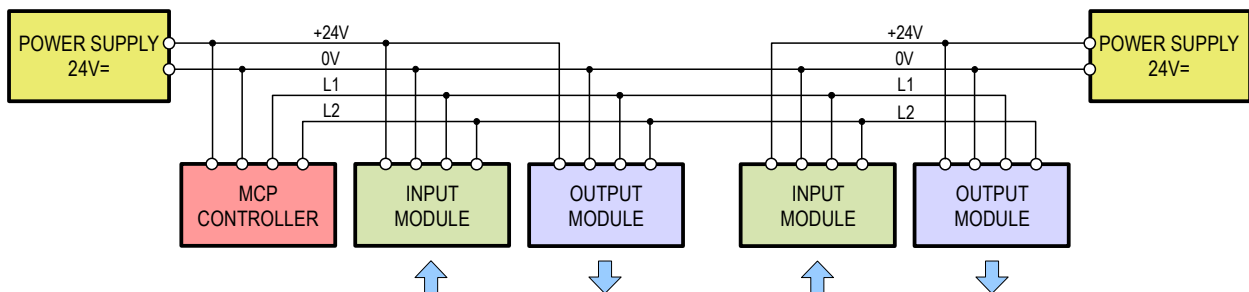 POWER SUPPLY
24V=
+24V
0V
L1
L2
+24V
0V
L1
L2
POWER SUPPLY
24V=
MCP
CONTROLLER
INPUT
MODULE
OUTPUT
MODULE
INPUT
MODULE
OUTPUT
MODULE